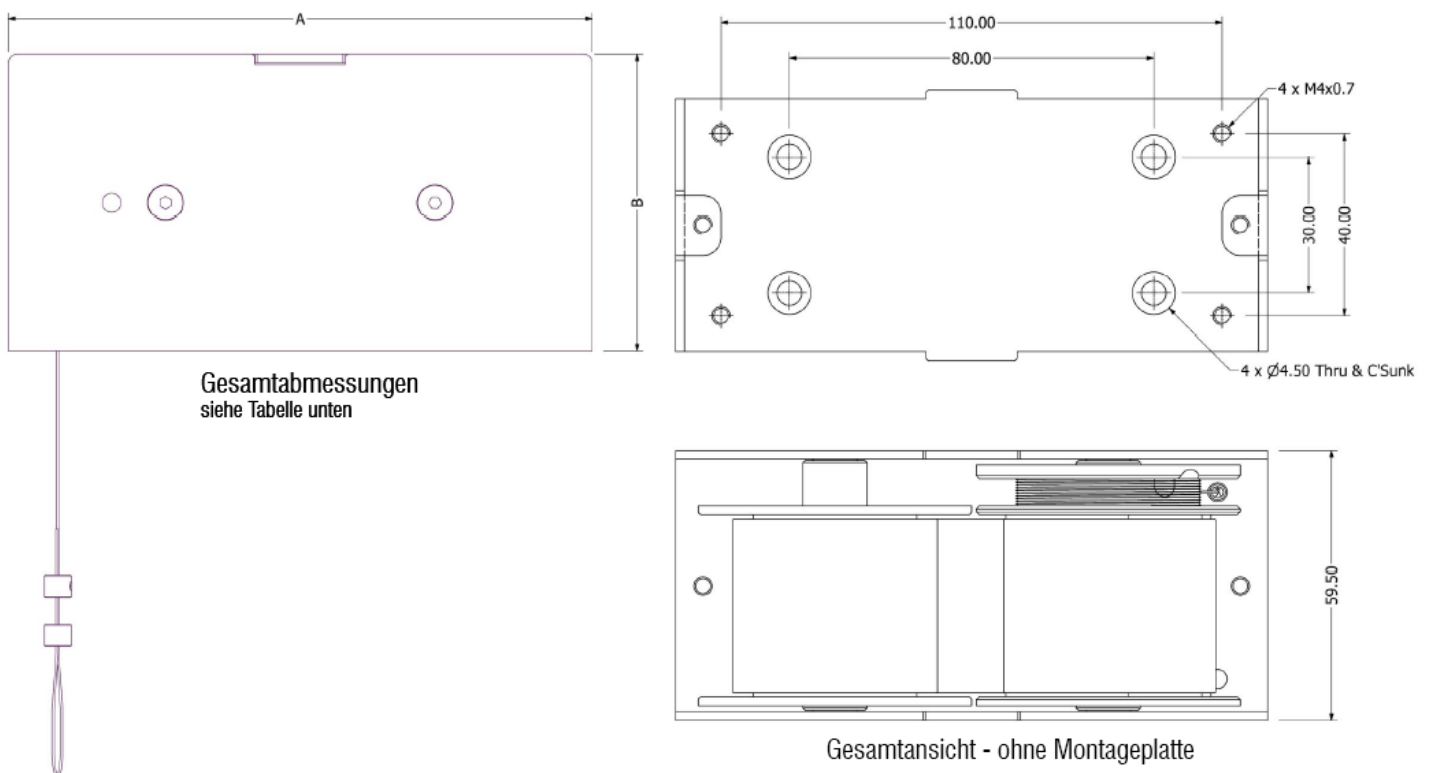 A
B
Gesamtabmessungen
siehe Tabelle unten
110.00
80.00
4 x M4x0.7
30.00
40.00
4 x Ø4.50 Thru & C'Sunk
59.50
Gesamtansicht - ohne Montageplatte